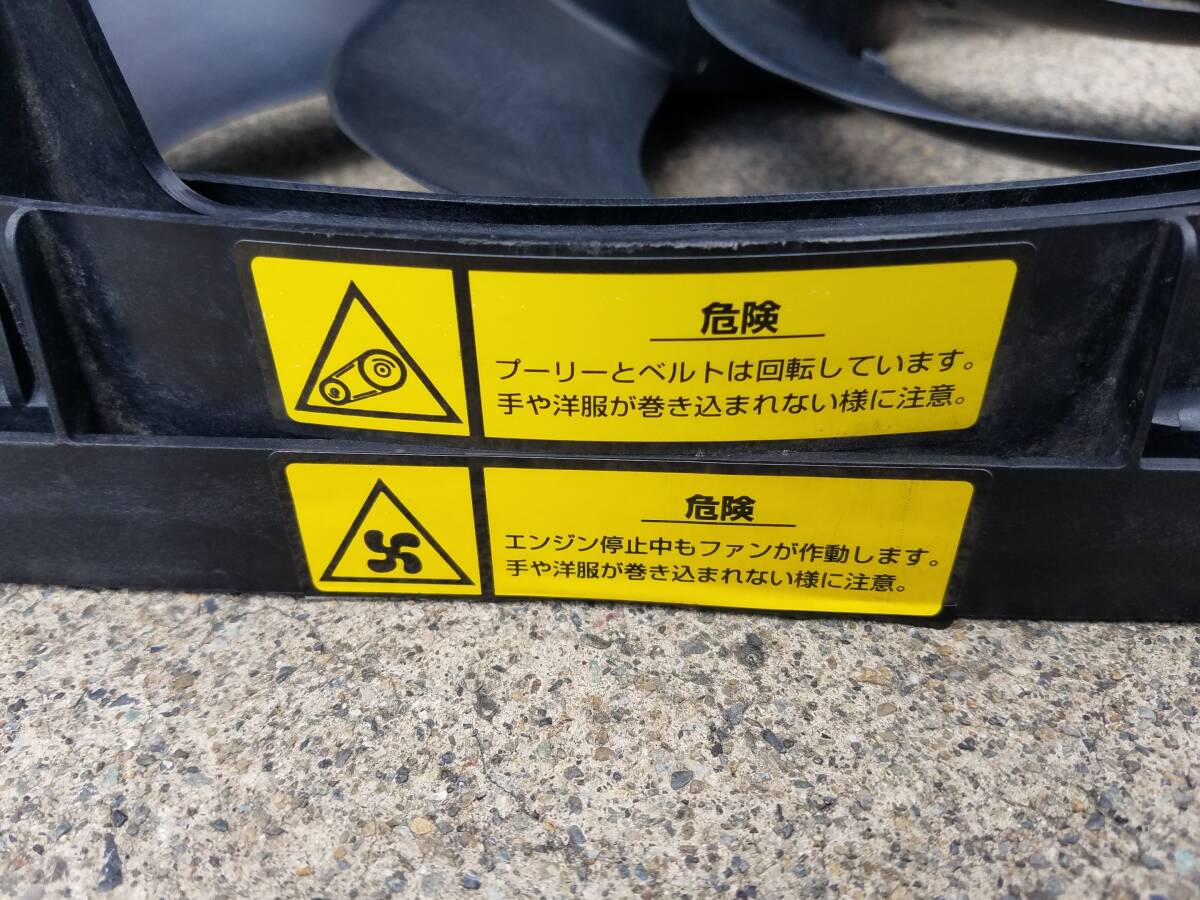 危険
プーリーとベルトは回転しています。
手や洋服が巻き込まれない様に注意。
危険
エンジン停止中もファンが作動します。
手や洋服が巻き込まれない様に注意。